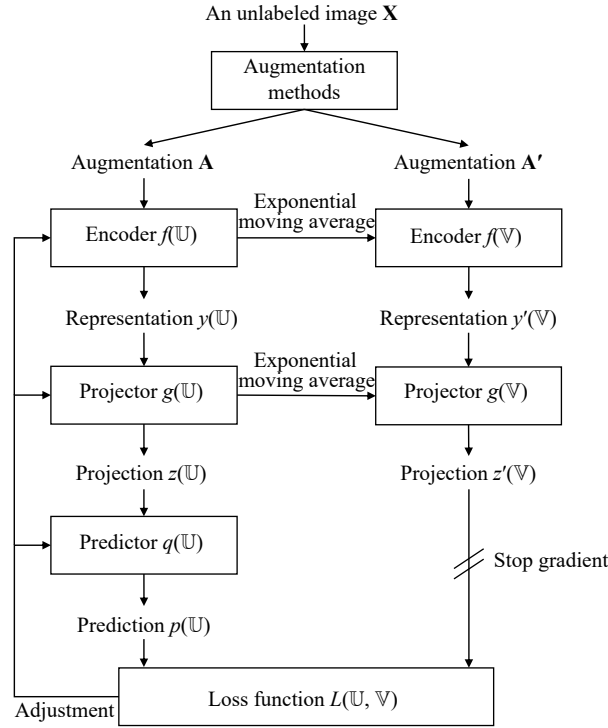 An unlabeled image X
Augmentation
methods
Augmentation A
Augmentation A′
Exponential
moving average
Encoder f(𝕌)
Encoder f(𝕍)
Representation y(𝕌)
Representation y′(𝕍)
Exponential
moving average
Projector g(𝕌)
Projector g(𝕍)
Projection z(𝕌)
Projection z′(𝕍)
Predictor q(𝕌)
Stop gradient
Prediction p(𝕌)
Loss function L(𝕌, 𝕍)
Adjustment